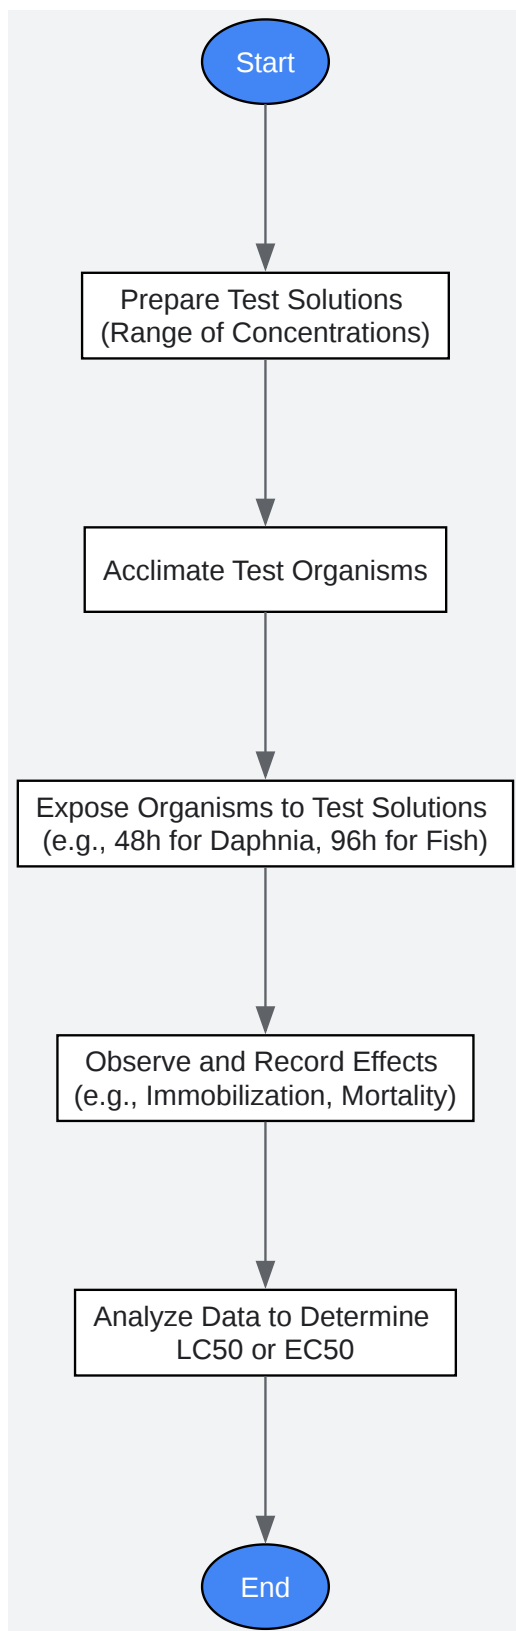 Start
Prepare Test Solutions
(Range of Concentrations)
Acclimate Test Organisms
Expose Organisms to Test Solutions
(e.g., 48h for Daphnia, 96h for Fish)
Observe and Record Effects
(e.g., Immobilization, Mortality)
Analyze Data to Determine
LC50 or EC50
End